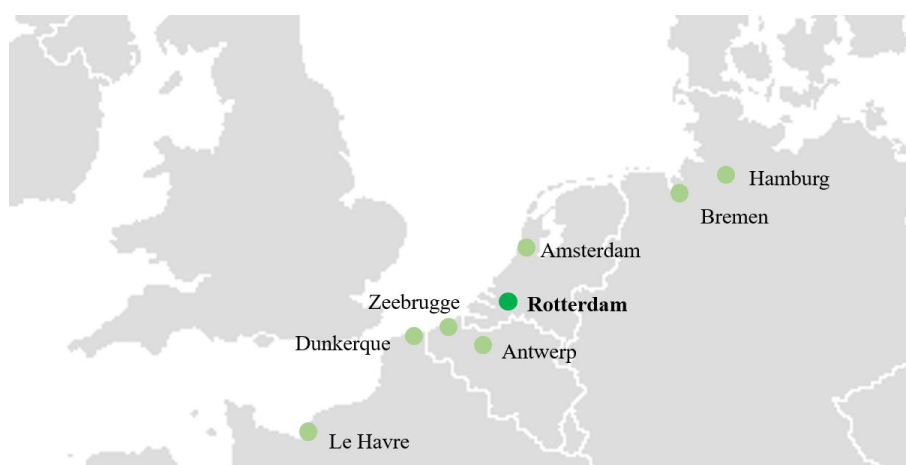 Hamburg
Bremen
Amsterdam
Zeebrugge
Rotterdam
Dunkerque
Antwerp
Le Havre